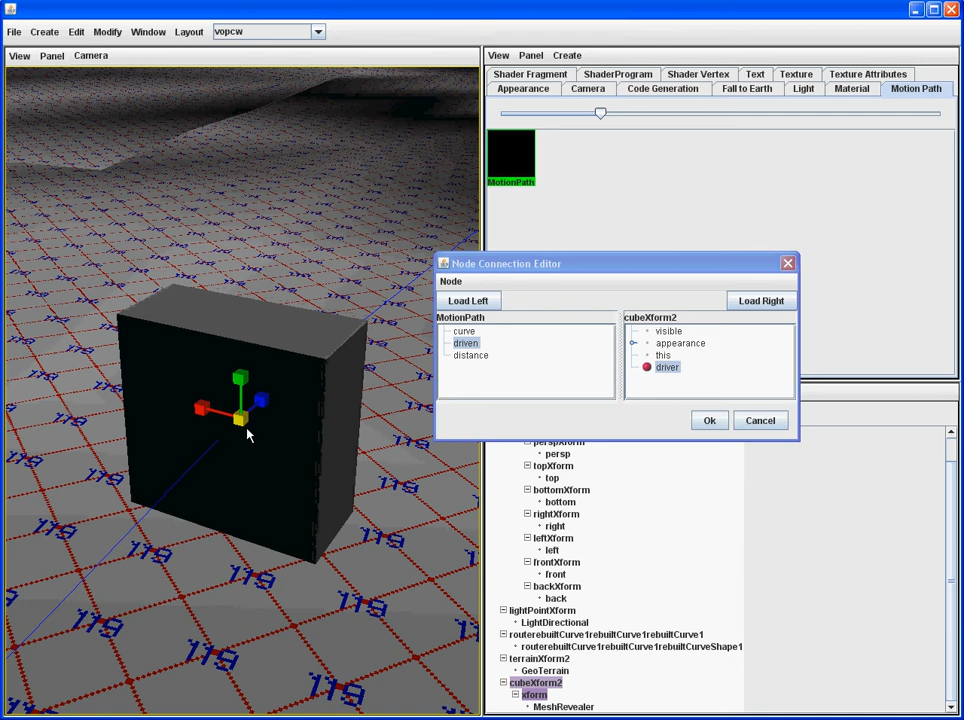 File Create Edit Modify Window Layout vopcw
View Panel Camera
View Panel Create
Shader Fragment ShaderProgram Shader Vertex Text Texture Texture Attributes
Appearance Camera Code Generation Fall to Earth Light Material Motion Path
MotionPath
Node Connection Editor
Node
Load Left Load Right
MotionPath cubeXform2
curve visible
driven appearance
distance this
driver
Ok Cancel
perspXform
persp
topXform
top
bottomXform
bottom
rightXform
right
leftXform
left
frontXform
front
backXform
back
lightPointXform
LightDirectional
routerebuiltCurve1rebuiltCurve1rebuiltCurve1
routerebuiltCurve1rebuiltCurve1rebuiltCurveShape1
terrainXform2
GeoTerrain
cubeXform2
xform
MeshRevealer
119
119
119
119
119
119
119